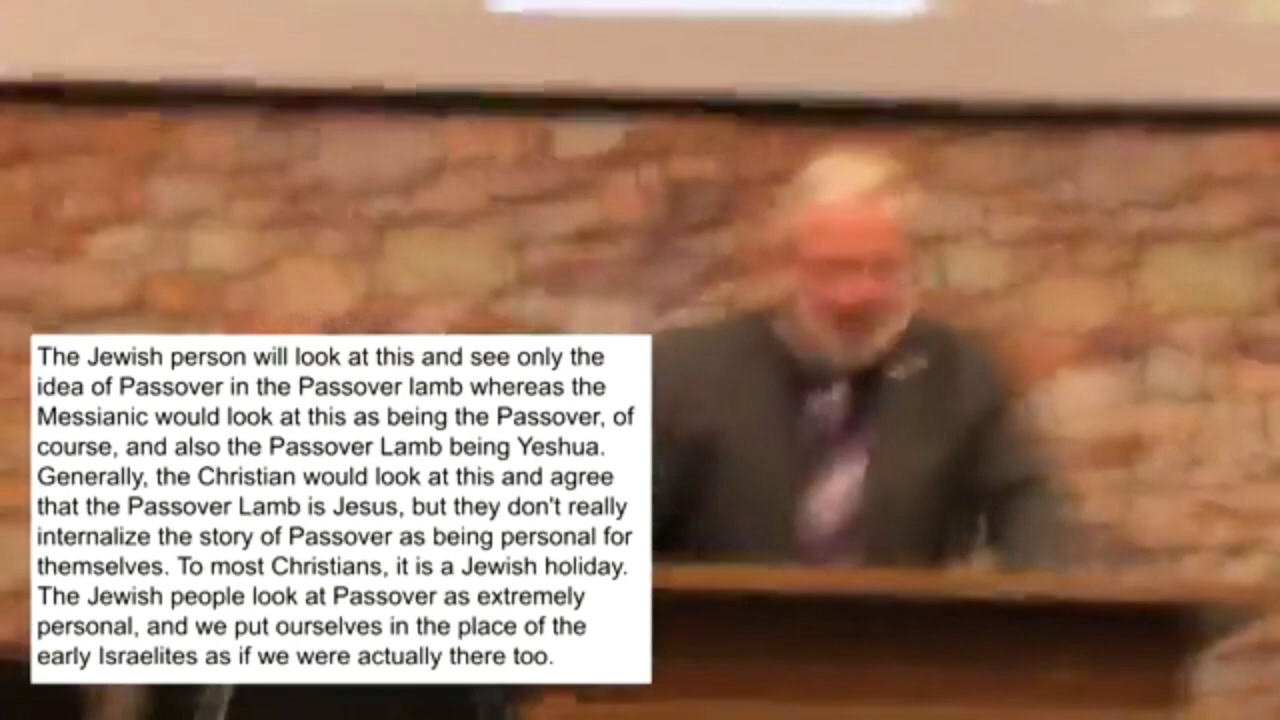 The Jewish person will look at this and see only the
idea of Passover in the Passover lamb whereas the
Messianic would look at this as being the Passover, of
course, and also the Passover Lamb being Yeshua.
Generally, the Christian would look at this and agree
that the Passover Lamb is Jesus, but they don't really
internalize the story of Passover as being personal for
themselves. To most Christians, it is a Jewish holiday.
The Jewish people look at Passover as extremely
personal, and we put ourselves in the place of the
early Israelites as if we were actually there too.